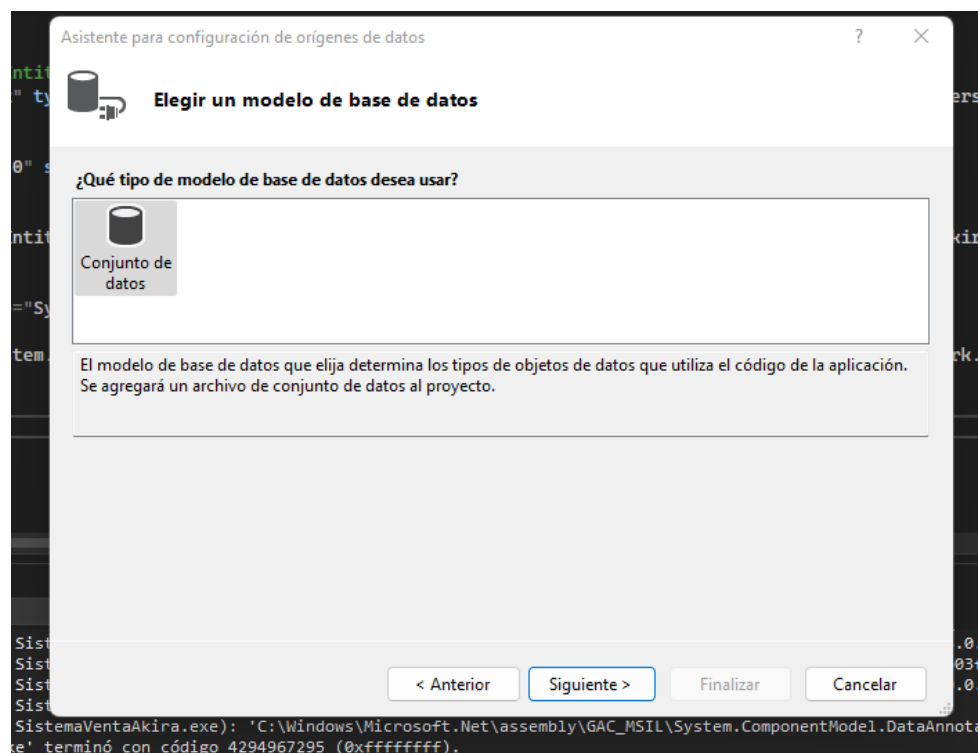 Asistente para configuración de orígenes de datos
?
Elegir un modelo de base de datos
¿Qué tipo de modelo de base de datos desea usar?
Conjunto de
datos
El modelo de base de datos que elija determina los tipos de objetos de datos que utiliza el código de la aplicación.
Se agregará un archivo de conjunto de datos al proyecto.
< Anterior
Siguiente >
Finalizar
Cancelar
SistemaVentaAkira.exe): 'C:\Windows\Microsoft.Net\assembly\GAC_MSIL\System.ComponentModel.DataAnnota
terminó con código 4294967295 (0xffffffff).